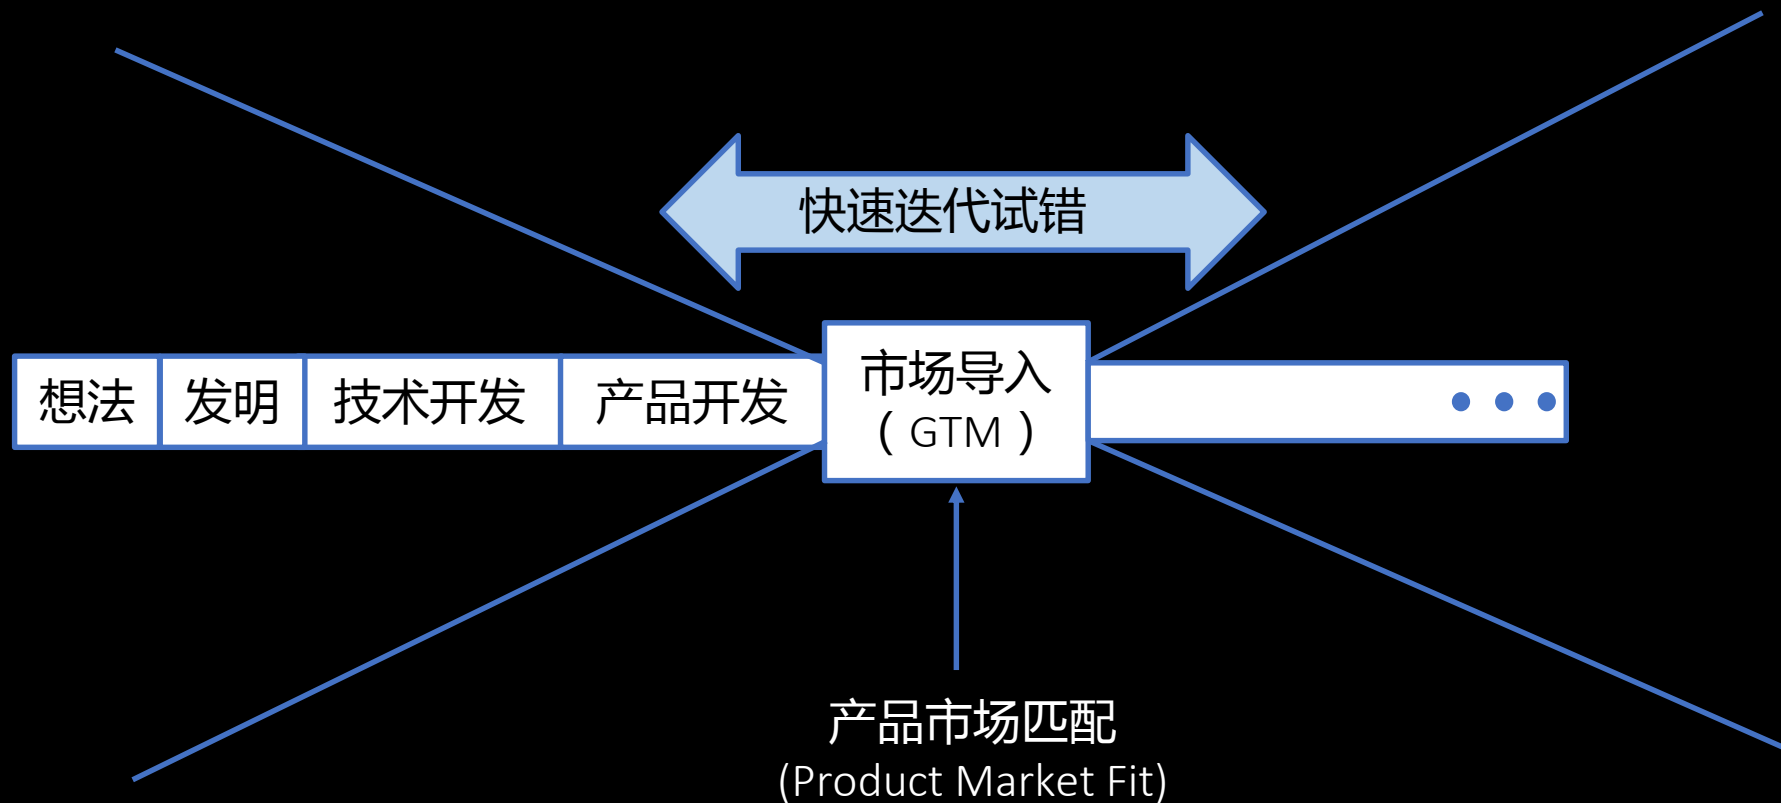 快速迭代试错
想法
发明
技术开发
产品开发
市场导入
（GTM）
产品市场匹配
(Product Market Fit)